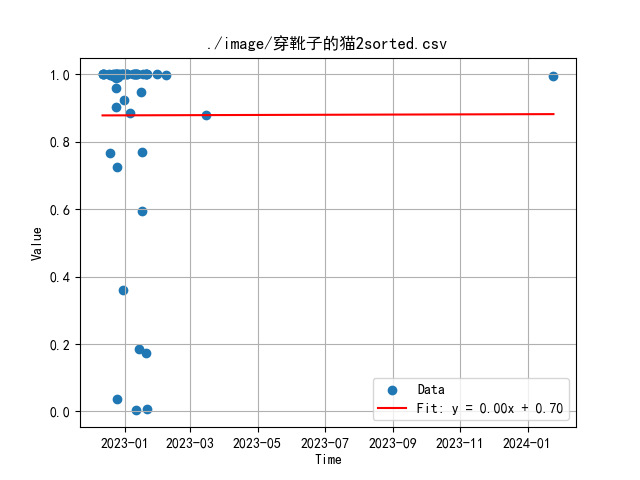 ./image/穿靴子的猫2sorted.csv
1.0
0.8
0.6
0.4
0.2
0.0
Value
Data
Fit: y = 0.00x + 0.70
2023-01 2023-03 2023-05 2023-07 2023-09 2023-11 2024-01
Time